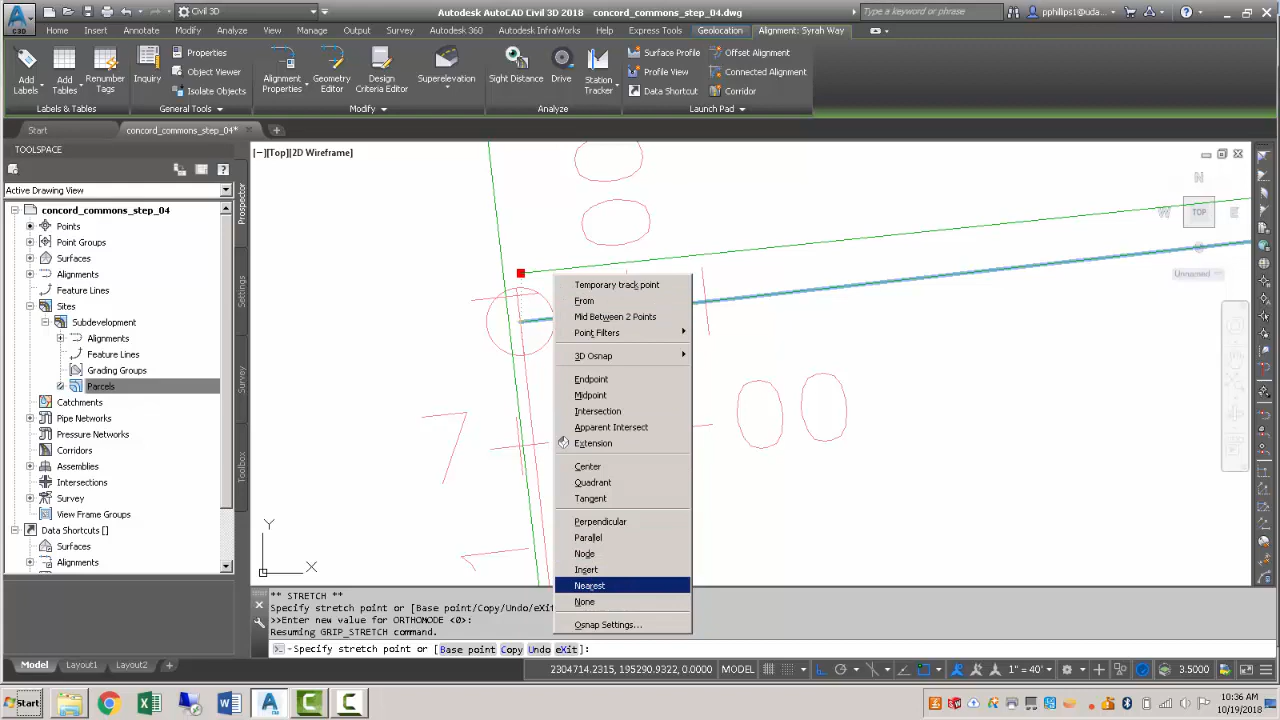 Civil 3D
Autodesk AutoCAD Civil 3D 2018 concord_commons_step_04.dwg
Type a keyword or phrase
pphillips1@uda...
C3D
Home Insert Annotate Modify Analyze View Manage Output Survey Autodesk 360 Autodesk InfraWorks Help Express Tools Geolocation Alignment: Syrah Way
Add Labels
Add Tables
Renumber Tags
Inquiry
Properties
Object Viewer
Isolate Objects
Alignment Properties
Geometry Editor
Design Criteria Editor
Superelevation
Sight Distance
Drive
Station Tracker
Surface Profile
Profile View
Data Shortcut
Offset Alignment
Connected Alignment
Corridor
Labels & Tables General Tools Modify Analyze Launch Pad
Start concord_commons_step_04*
TOOLSPACE
Active Drawing View
concord_commons_step_04
Points
Point Groups
Surfaces
Alignments
Feature Lines
Sites
Subdevelopment
Alignments
Feature Lines
Grading Groups
Parcels
Catchments
Pipe Networks
Pressure Networks
Corridors
Assemblies
Intersections
Survey
View Frame Groups
Data Shortcuts []
Surfaces
Alignments
Prospector
Settings
Survey
Toolbox
[−][Top][2D Wireframe]
N
W TOP E
S
Unnamed
7
00
Y
X
Temporary track point
From
Mid Between 2 Points
Point Filters
3D Osnap
Endpoint
Midpoint
Intersection
Apparent Intersect
Extension
Center
Quadrant
Tangent
Perpendicular
Parallel
Node
Insert
Nearest
None
Osnap Settings...
** STRETCH **
Specify stretch point or [Base point/Copy/Undo/eXit
>>Enter new value for ORTHOMODE <0>:
Resuming GRIP_STRETCH command.
-Specify stretch point or [Base point Copy Undo eXit]:
Model Layout1 Layout2 +
2304714.2315, 195290.9322, 0.0000 MODEL
1" = 40'
3.5000
Start
10:36 AM
10/19/2018